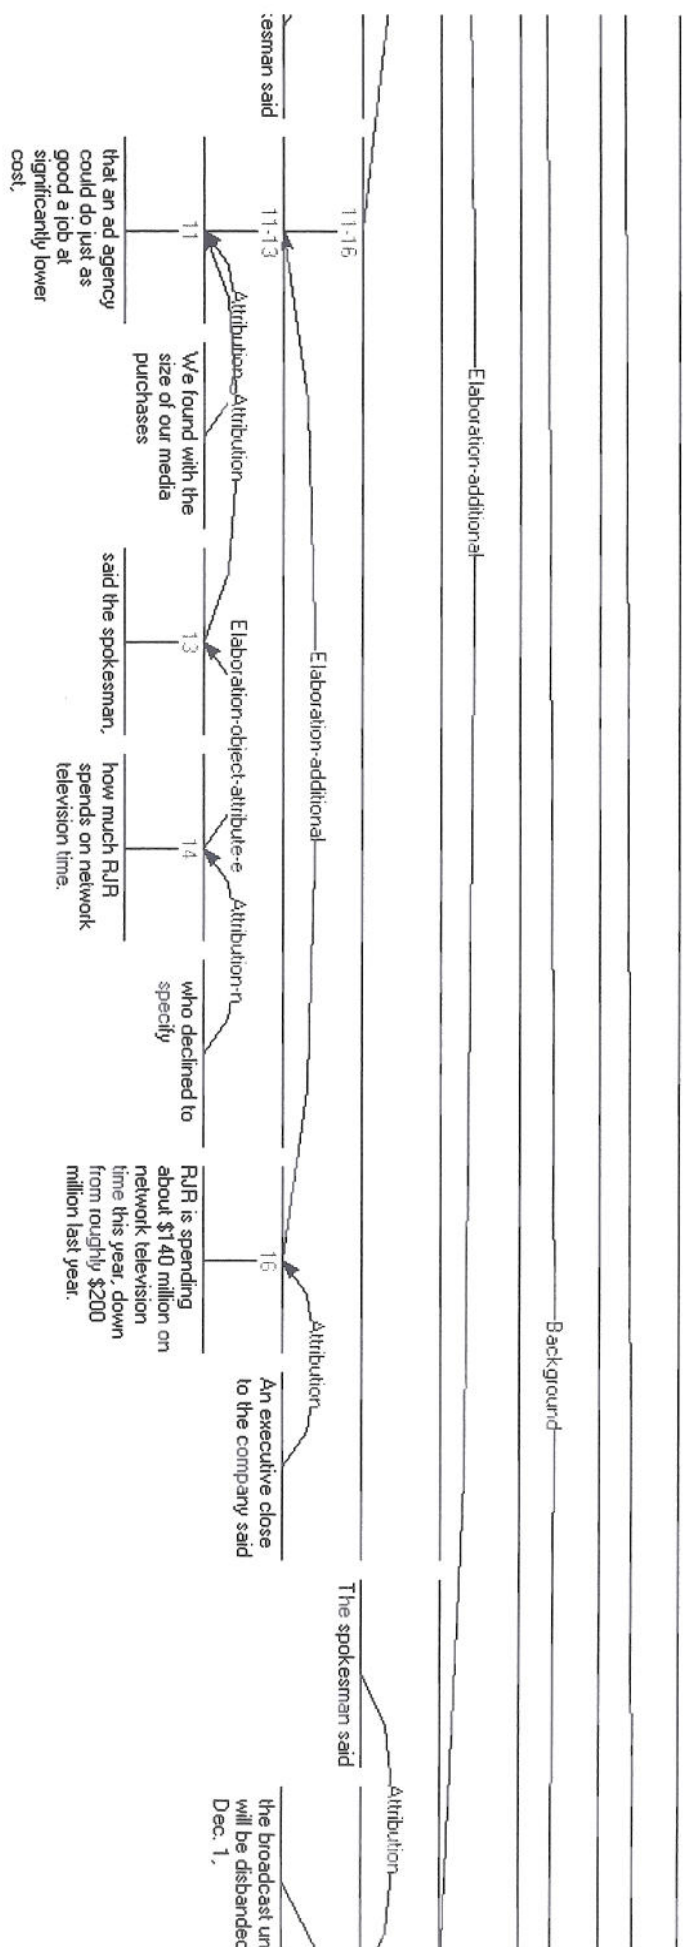 esman said
11-16
11-13
11
that an ad agency
could do just as
good a job at
significantly lower
cost,
Attribution
Attribution
We found with the
size of our media
purchases
Elaboration-additional
13
said the spokesman,
Elaboration-object-attribute-e
Elaboration-additional
14
how much RJR
spends on network
television time.
Attribution-n
who declined to
specify
16
RJR is spending
about $140 million on
network television
time this year, down
from roughly $200
million last year.
Attribution
An executive close
to the company said
Background
The spokesman said
Attribution
the broadcast un
will be disbanded
Dec. 1,